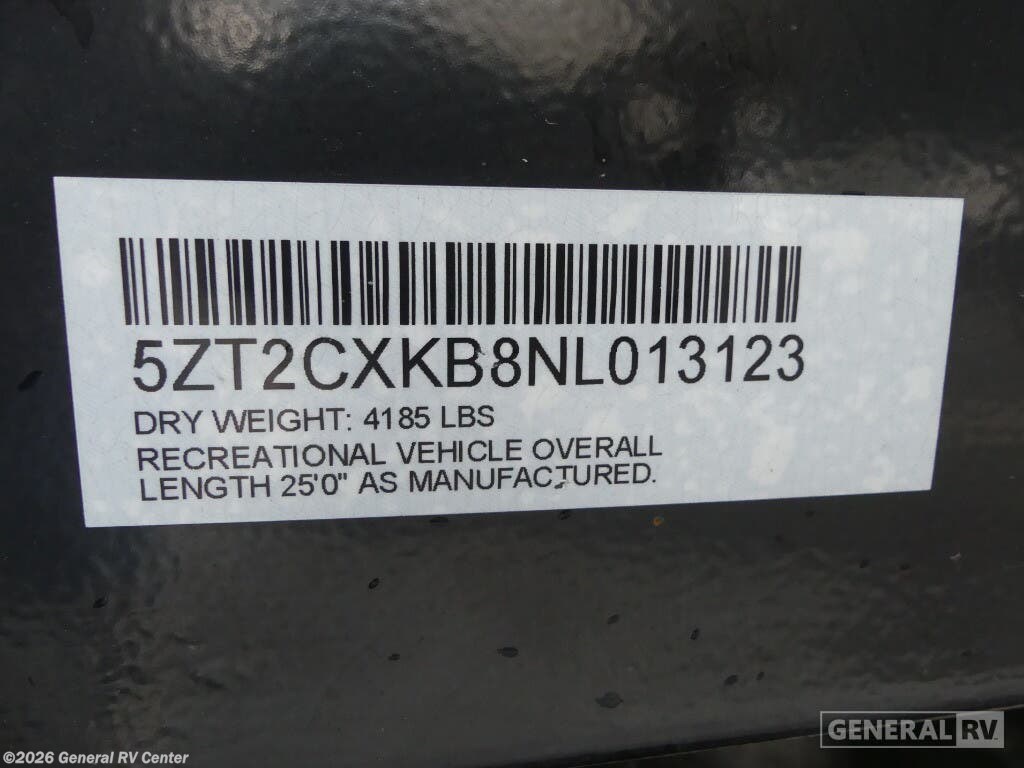 5ZT2CXKB8NL013123
DRY WEIGHT: 4185 LBS
RECREATIONAL VEHICLE OVERALL
LENGTH 25'0" AS MANUFACTURED.
GENERAL RV
©2026 General RV Center